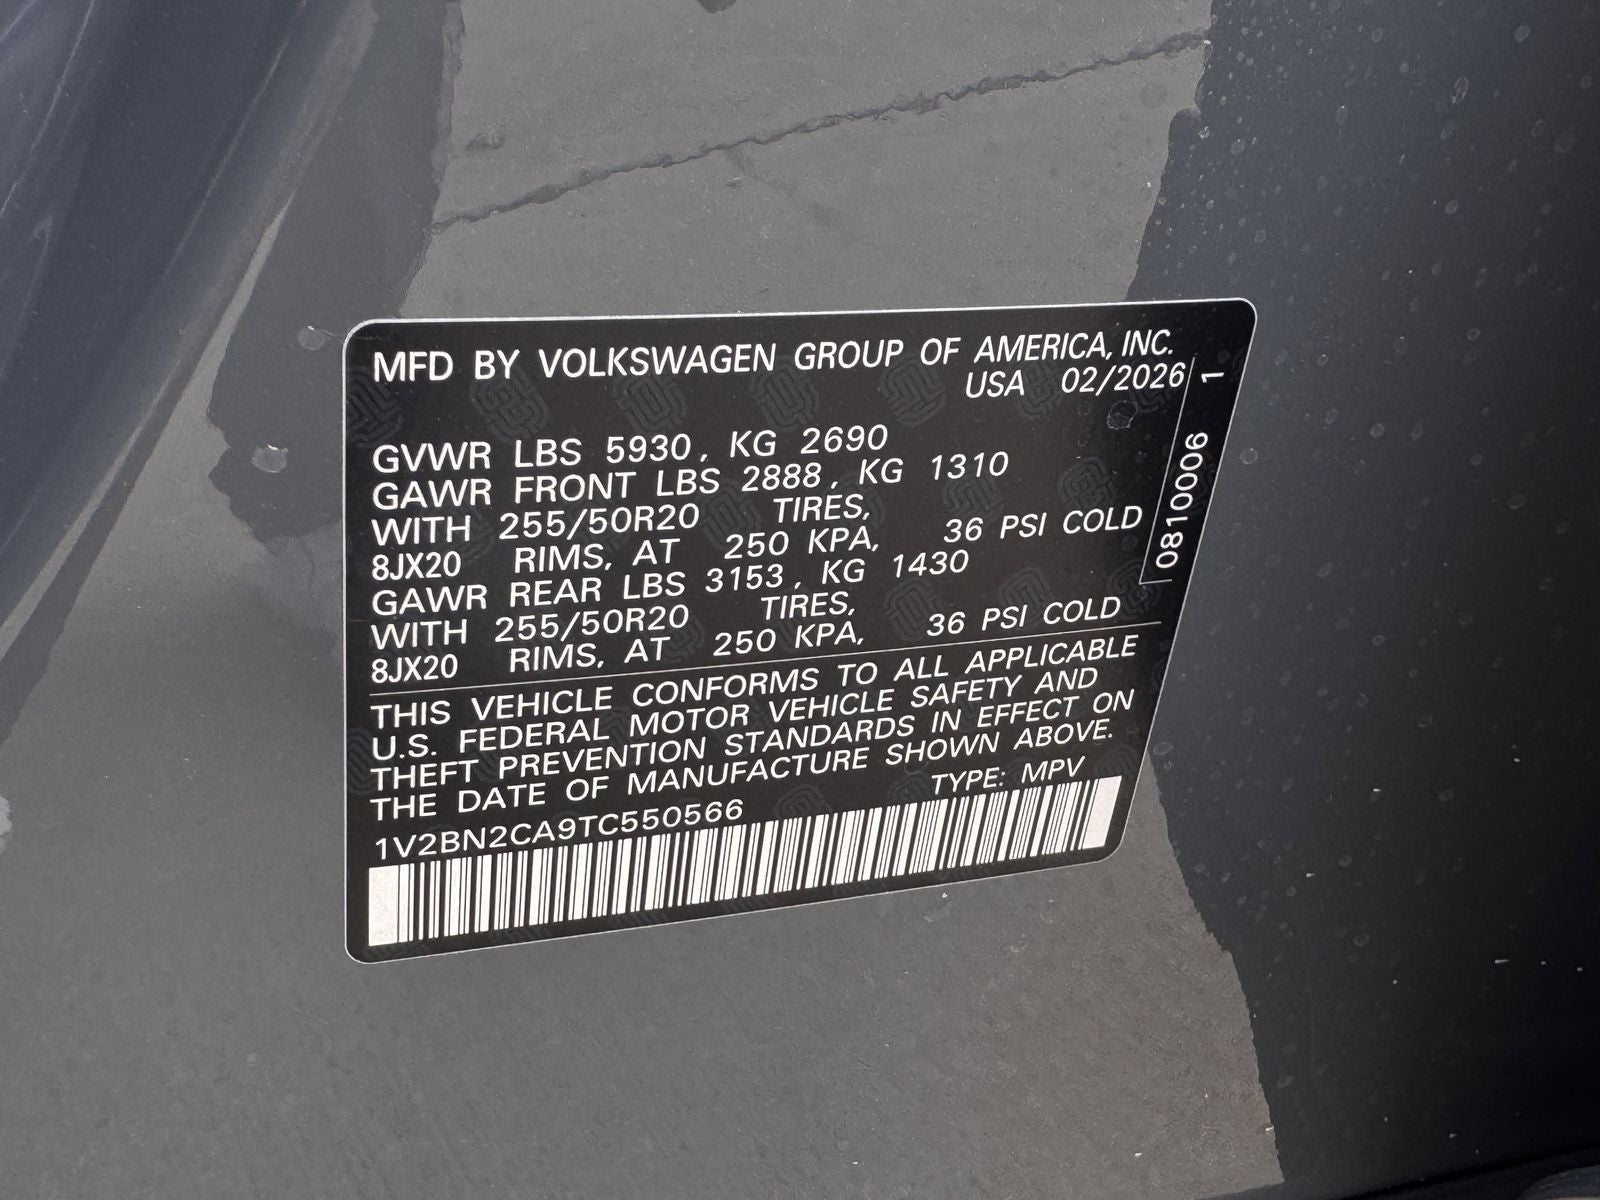 MFD BY VOLKSWAGEN GROUP OF AMERICA, INC.
USA 02/2026
GVWR LBS 5930, KG 2690
GAWR FRONT LBS 2888, KG 1310
WITH 255/50R20 TIRES,
8JX20 RIMS, AT 250 KPA, 36 PSI COLD
GAWR REAR LBS 3153, KG 1430
WITH 255/50R20 TIRES,
8JX20 RIMS, AT 250 KPA, 36 PSI COLD
THIS VEHICLE CONFORMS TO ALL APPLICABLE
U.S. FEDERAL MOTOR VEHICLE SAFETY AND
THEFT PREVENTION STANDARDS IN EFFECT ON
THE DATE OF MANUFACTURE SHOWN ABOVE.
TYPE: MPV
1V2BN2CA9TC550566
0810006 1